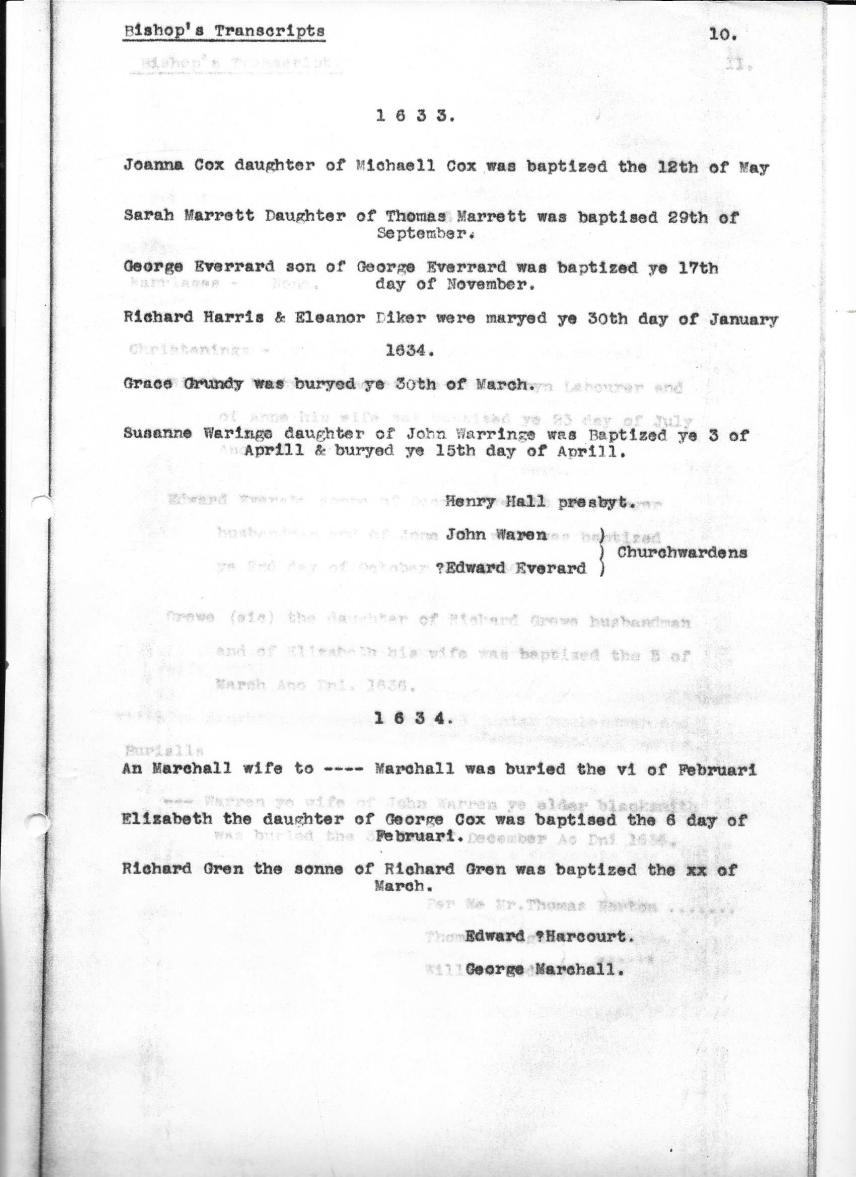 Bishop's Transcripts 10.
1 6 3 3.
Joanna Cox daughter of Michaell Cox was baptized the 12th of May
Sarah Marrett Daughter of Thomas Marrett was baptised 29th of
September.
George Everrard son of George Everrard was baptized ye 17th
day of November.
Richard Harris & Eleanor Diker were maryed ye 30th day of January
1634.
Grace Grundy was buryed ye 30th of March.
Susanne Waringe daughter of John Warringe was Baptized ye 3 of
Aprill & buryed ye 15th day of Aprill.
Henry Hall presbyt.
John Waren )
) Churchwardens
?Edward Everard )
1 6 3 4.
An Marchall wife to ---- Marchall was buried the vi of Februari
Elizabeth the daughter of George Cox was baptised the 6 day of
Februari.
Richard Gren the sonne of Richard Gren was baptized the xx of
March.
Edward ?Harcourt.
George Marchall.